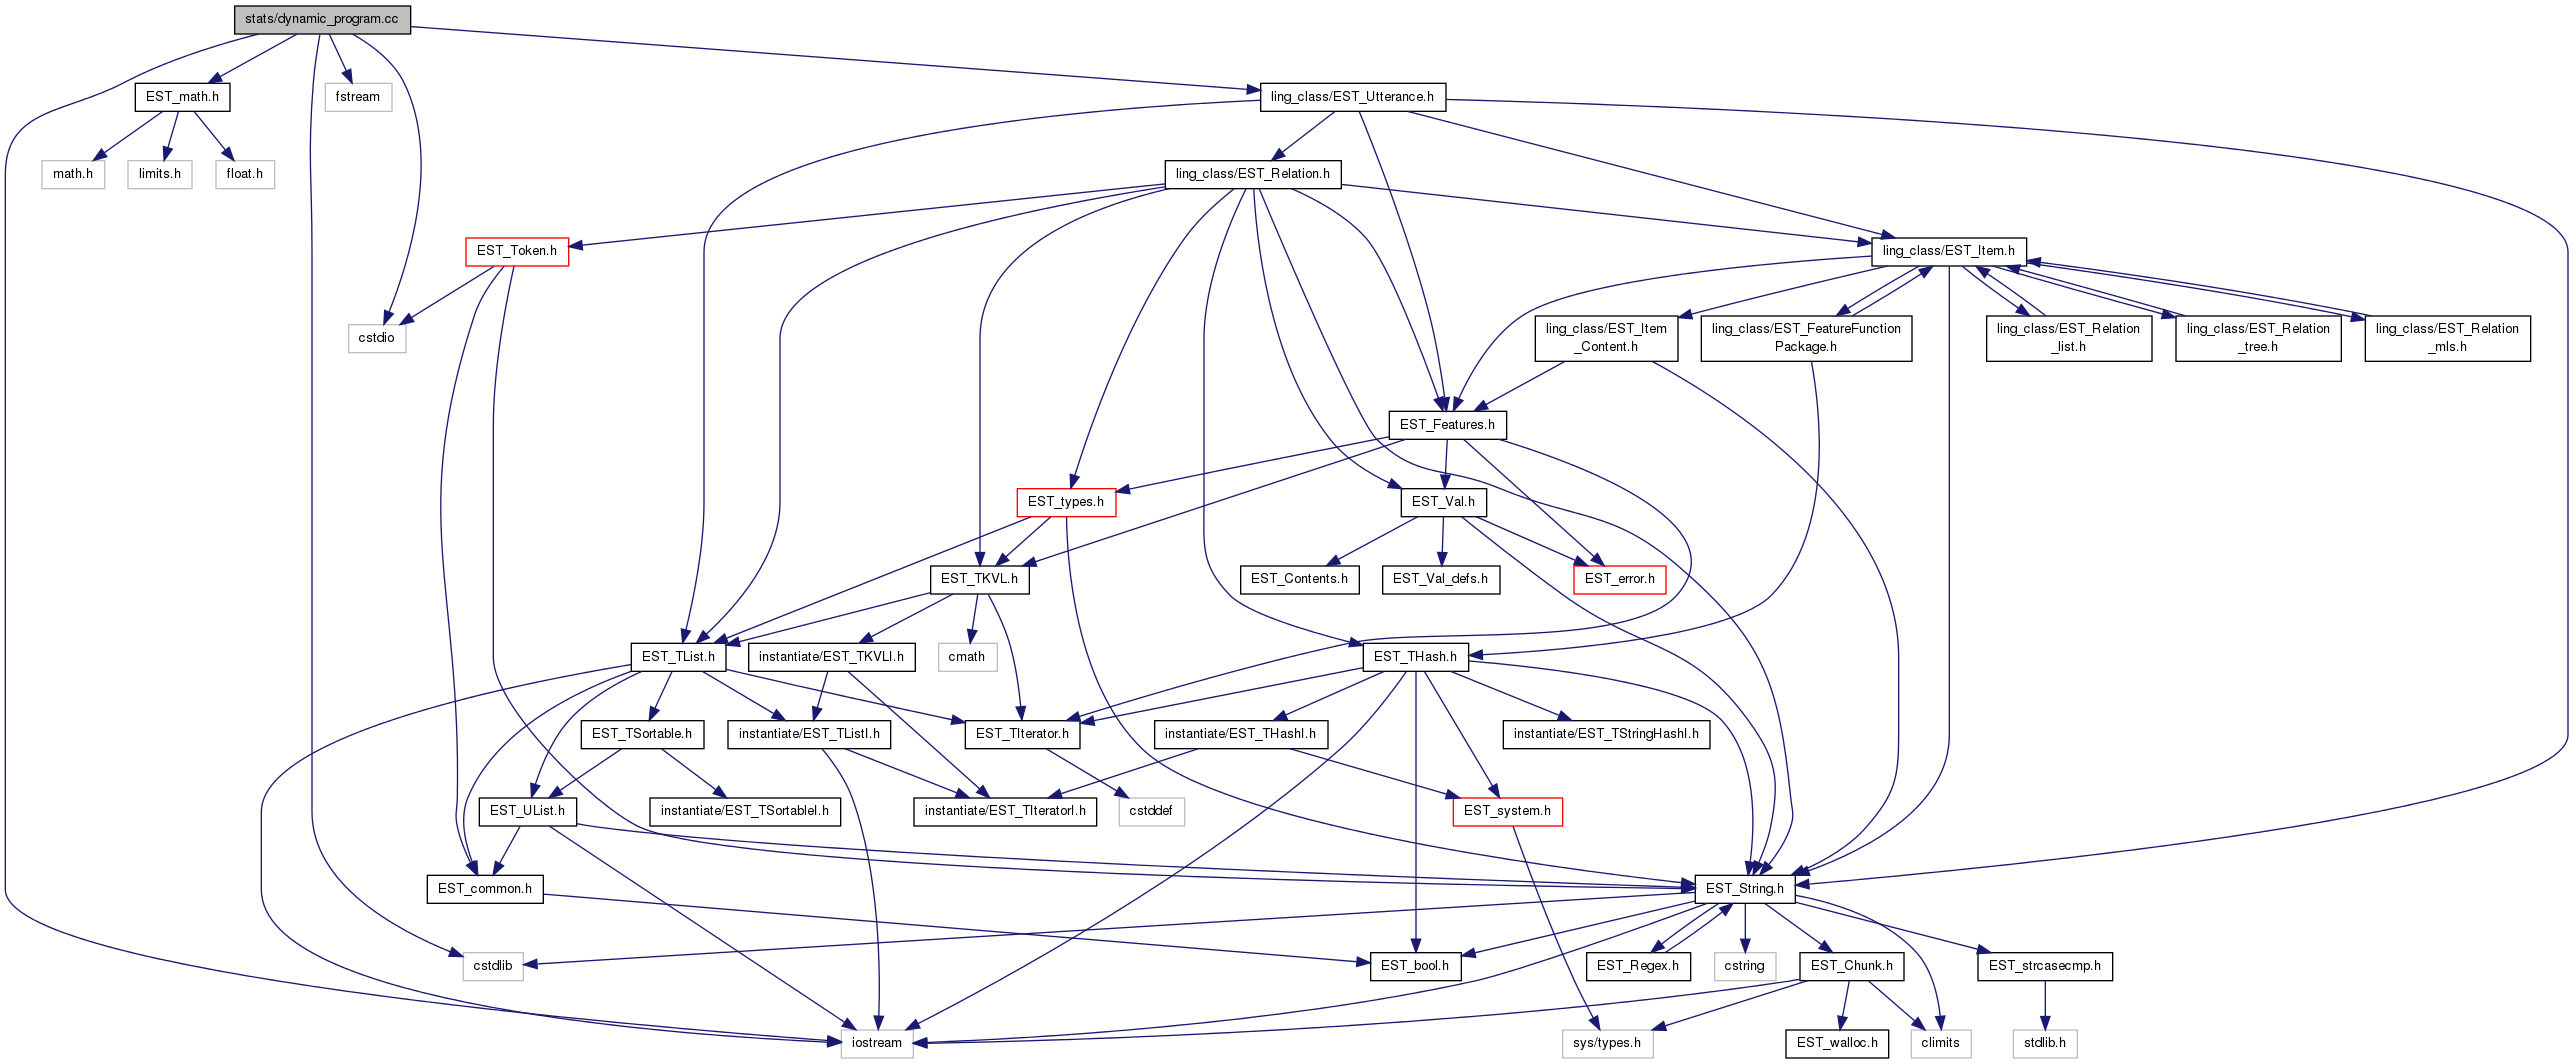 stats/dynamic_program.cc
EST_math.h
fstream
ling_class/EST_Utterance.h
math.h
limits.h
float.h
ling_class/EST_Relation.h
EST_Token.h
ling_class/EST_Item.h
cstdio
ling_class/EST_Item
_Content.h
ling_class/EST_FeatureFunction
Package.h
ling_class/EST_Relation
_list.h
ling_class/EST_Relation
_tree.h
ling_class/EST_Relation
_mls.h
EST_Features.h
EST_types.h
EST_Val.h
EST_TKVL.h
EST_Contents.h
EST_Val_defs.h
EST_error.h
EST_TList.h
instantiate/EST_TKVLI.h
cmath
EST_THash.h
EST_TSortable.h
instantiate/EST_TListI.h
EST_TIterator.h
instantiate/EST_THashI.h
instantiate/EST_TStringHashI.h
EST_UList.h
instantiate/EST_TSortableI.h
instantiate/EST_TIteratorI.h
cstddef
EST_system.h
EST_common.h
EST_String.h
cstdlib
EST_bool.h
EST_Regex.h
cstring
EST_Chunk.h
EST_strcasecmp.h
iostream
sys/types.h
EST_walloc.h
climits
stdlib.h